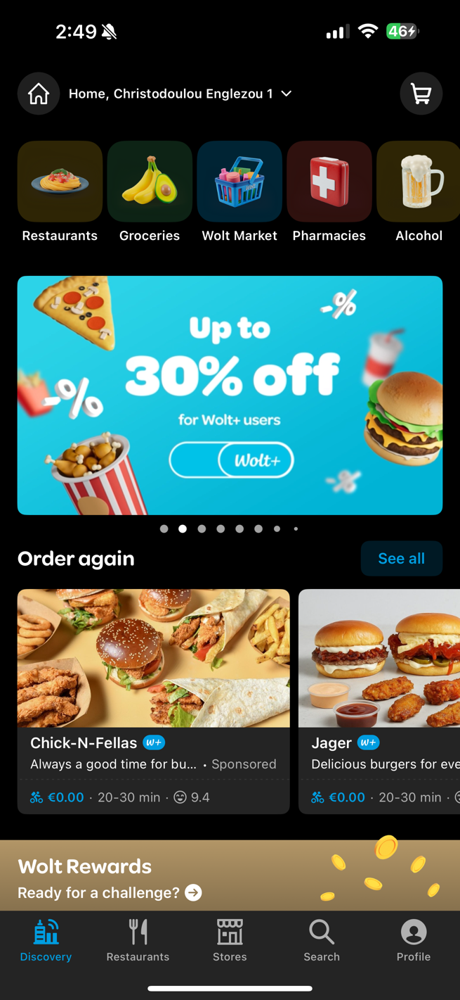 2:49
46
Home, Christodoulou Englezou 1
Restaurants
Groceries
Wolt Market
Pharmacies
Alcohol
-%
Up to
30% off
-%
for Wolt+ users
Wolt+
-%
Order again
See all
Chick-N-Fellas W+
Always a good time for bu... • Sponsored
€0.00 · 20-30 min · 9.4
Jager W+
Delicious burgers for eve
€0.00 · 20-30 min ·
Wolt Rewards
Ready for a challenge?
Discovery
Restaurants
Stores
Search
Profile